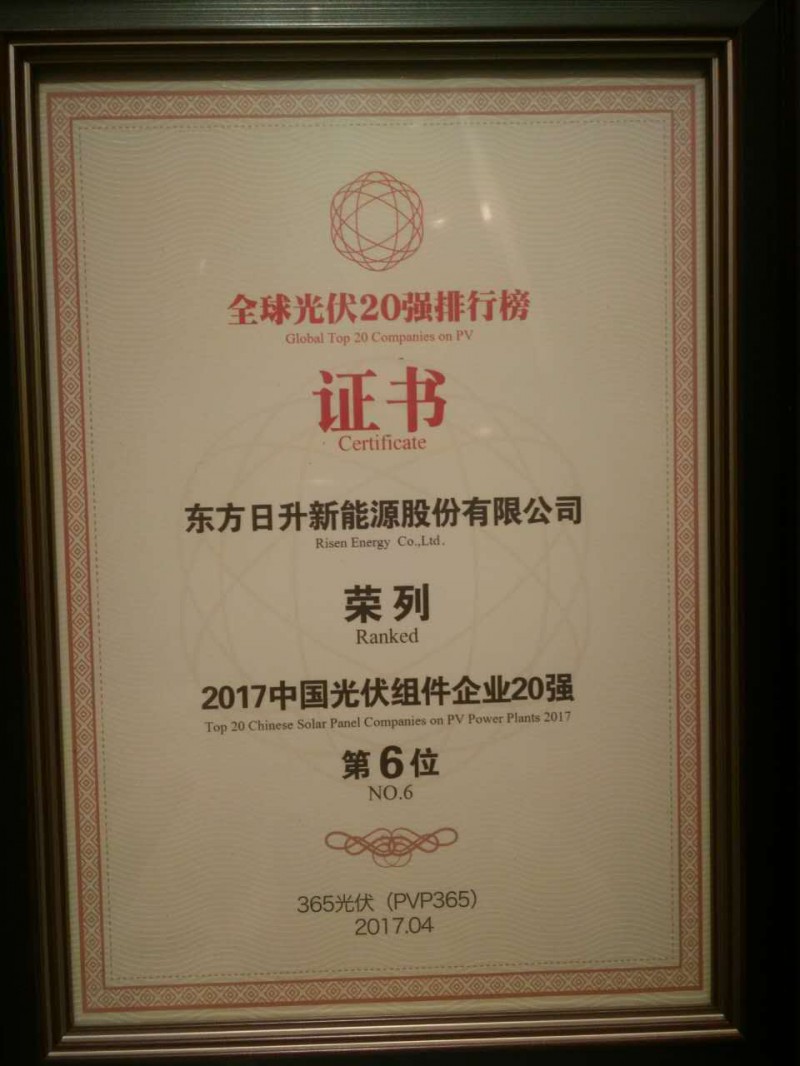 全球光伏20强排行榜
Global Top 20 Companies on PV
证书
Certificate
东方日升新能源股份有限公司
Risen Energy Co.,Ltd.
荣列
Ranked
2017中国光伏组件企业20强
Top 20 Chinese Solar Panel Companies on PV Power Plants 2017
第6位
NO.6
365光伏（PVP365）
2017.04